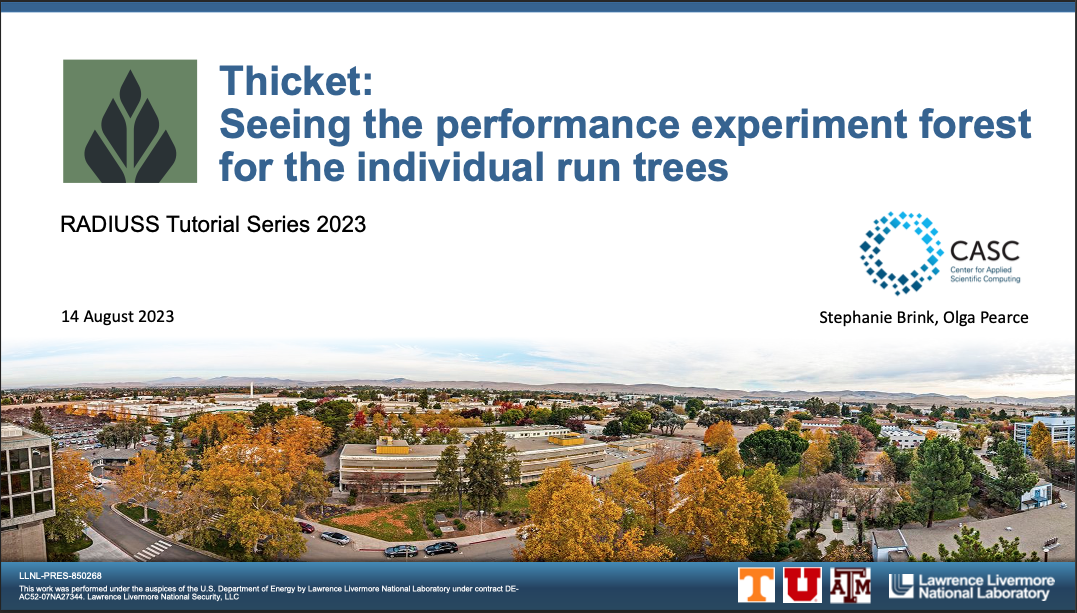 Thicket:
Seeing the performance experiment forest
for the individual run trees
RADIUSS Tutorial Series 2023
CASC
Center for Applied
Scientific Computing
14 August 2023
Stephanie Brink, Olga Pearce
LLNL-PRES-850268
This work was performed under the auspices of the U.S. Department of Energy by Lawrence Livermore National Laboratory under contract DE-
AC52-07NA27344. Lawrence Livermore National Security, LLC
T
U
ATM
Lawrence Livermore
National Laboratory